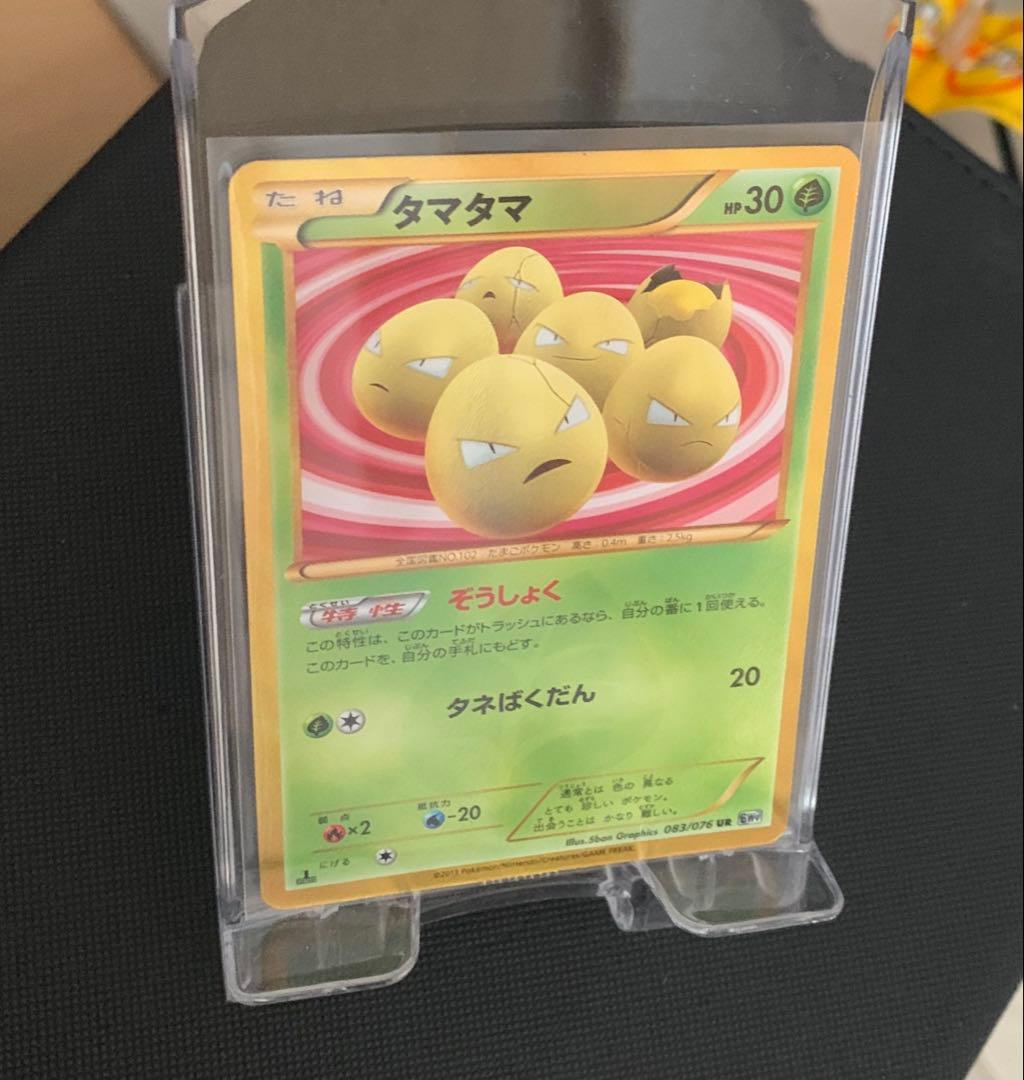 たね タマタマ HP30
全国図鑑NO.102 たまごポケモン 高さ：0.4m 重さ：2.5kg
特性 ぞうしょく
この特性は、このカードがトラッシュにあるなら、自分の番に1回使える。
このカードを、自分の手札にもどす。
タネばくだん 20
弱点 ×2 抵抗力 -20
にげる
通常とは 色の 異なる
とても 珍しい ポケモン。
出会うことは かなり 難しい。
Illus.5ban Graphics 083/076 UR BW9
©2013 Pokémon/Nintendo/Creatures/GAME FREAK.